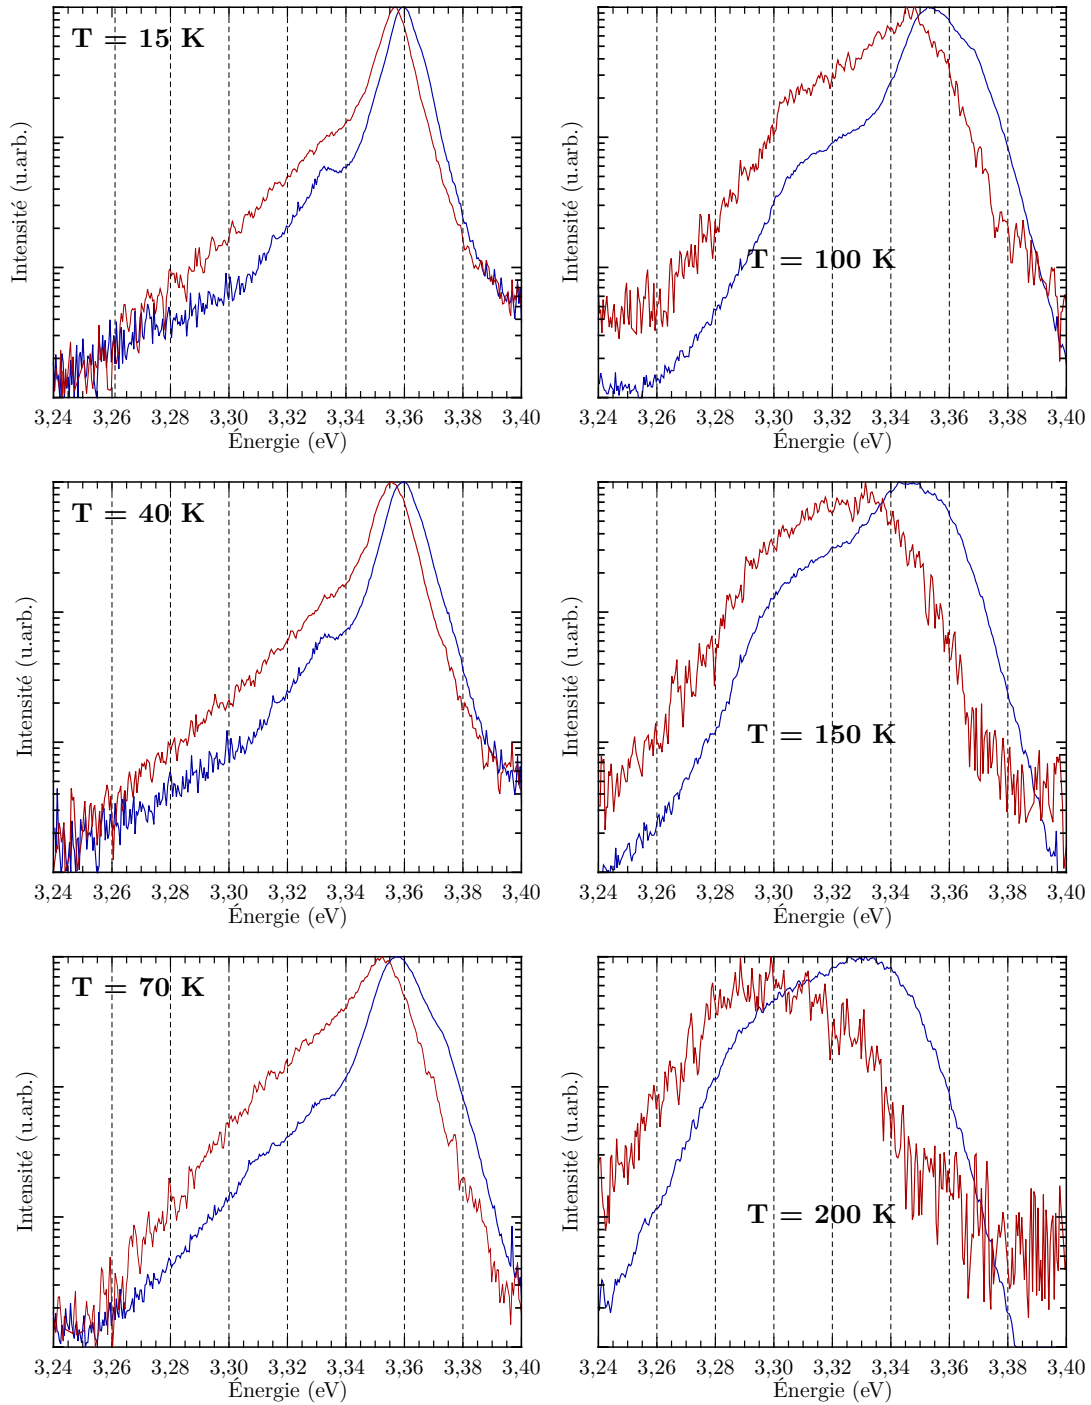 T = 15 K
Intensité (u.arb.)
3,24 3,26 3,28 3,30 3,32 3,34 3,36 3,38 3,40
Énergie (eV)
T = 100 K
Intensité (u.arb.)
3,24 3,26 3,28 3,30 3,32 3,34 3,36 3,38 3,40
Énergie (eV)
T = 40 K
Intensité (u.arb.)
3,24 3,26 3,28 3,30 3,32 3,34 3,36 3,38 3,40
Énergie (eV)
T = 150 K
Intensité (u.arb.)
3,24 3,26 3,28 3,30 3,32 3,34 3,36 3,38 3,40
Énergie (eV)
T = 70 K
Intensité (u.arb.)
3,24 3,26 3,28 3,30 3,32 3,34 3,36 3,38 3,40
Énergie (eV)
T = 200 K
Intensité (u.arb.)
3,24 3,26 3,28 3,30 3,32 3,34 3,36 3,38 3,40
Énergie (eV)